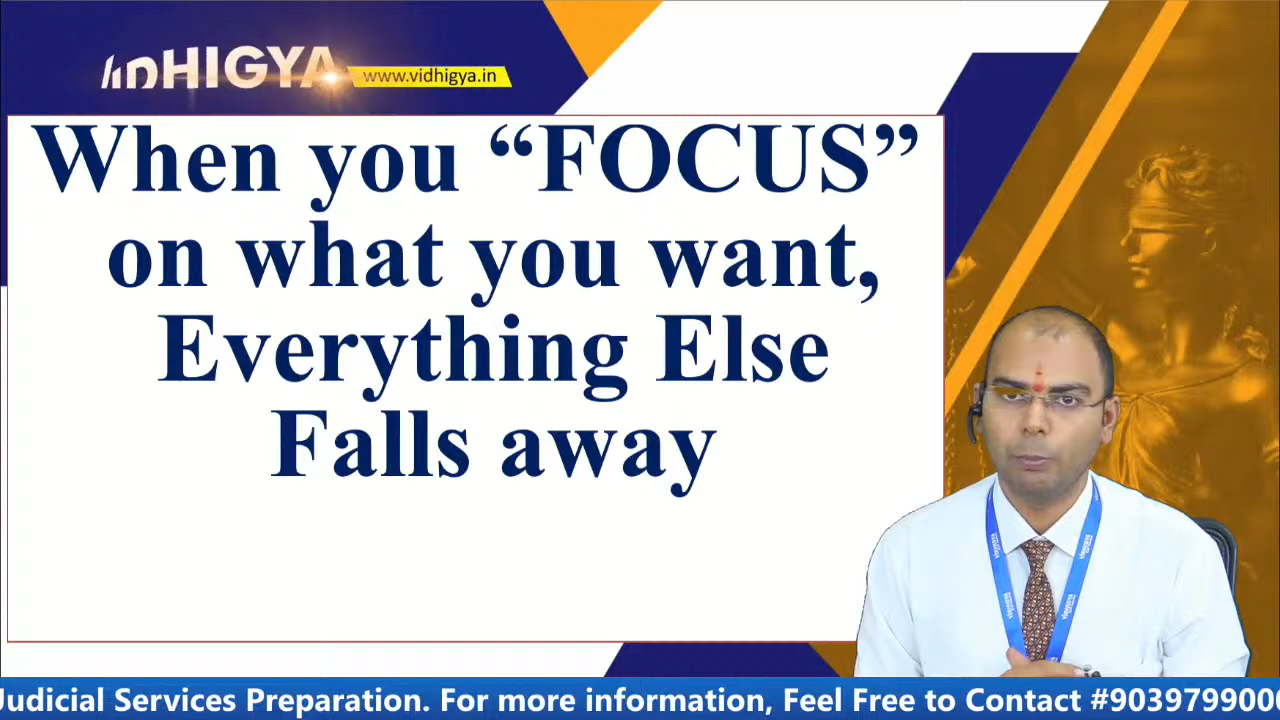 VIDHIGYA
www.vidhigya.in
When you “FOCUS”
on what you want,
Everything Else
Falls away
Judicial Services Preparation. For more information, Feel Free to Contact #903979900